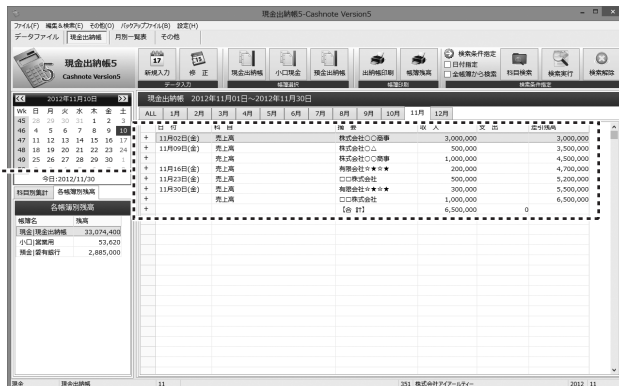 現金出納帳5-Cashnote Version5
ファイル(F) 編集&検索(E) その他(O) バックアップファイル(B) 設定(H)
データファイル 現金出納帳 月別一覧表 その他
現金出納帳5
Cashnote Version5
新規入力 修 正 現金出納帳 小口現金 預金出納帳 出納帳印刷 帳簿残高 検索条件指定 日付指定 全帳簿から検索 科目検索 検索実行 検索解除
データ入力 帳簿選択 帳簿印刷 検索条件指定
2012年11月10日
Wk 日 月 火 水 木 金 土
45 28 29 30 31 1 2 3
46 4 5 6 7 8 9 10
47 11 12 13 14 15 16 17
48 18 19 20 21 22 23 24
49 25 26 27 28 29 30 1
今日:2012/11/30
科目別集計 各帳簿別残高
各帳簿別残高
帳簿名 残高
現金|現金出納帳 33,074,400
小口|営業用 53,620
預金|碧有銀行 2,885,000
現金出納帳 2012年11月01日～2012年11月30日
ALL 1月 2月 3月 4月 5月 6月 7月 8月 9月 10月 11月 12月
日 付 科 目 摘 要 収 入 支 出 差引残高
+ 11月02日(金) 売上高 株式会社○○商事 3,000,000 3,000,000
+ 11月09日(金) 売上高 株式会社○△ 500,000 3,500,000
+ 売上高 株式会社○○商事 1,000,000 4,500,000
+ 11月16日(金) 売上高 有限会社☆★☆★ 200,000 4,700,000
+ 11月23日(金) 売上高 □□株式会社 500,000 5,200,000
+ 11月30日(金) 売上高 有限会社☆★☆★ 300,000 5,500,000
+ 売上高 □□株式会社 1,000,000 6,500,000
+ 【合 計】 6,500,000 0
現金 現金出納帳 11 351 株式会社アイアールティー 2012 11